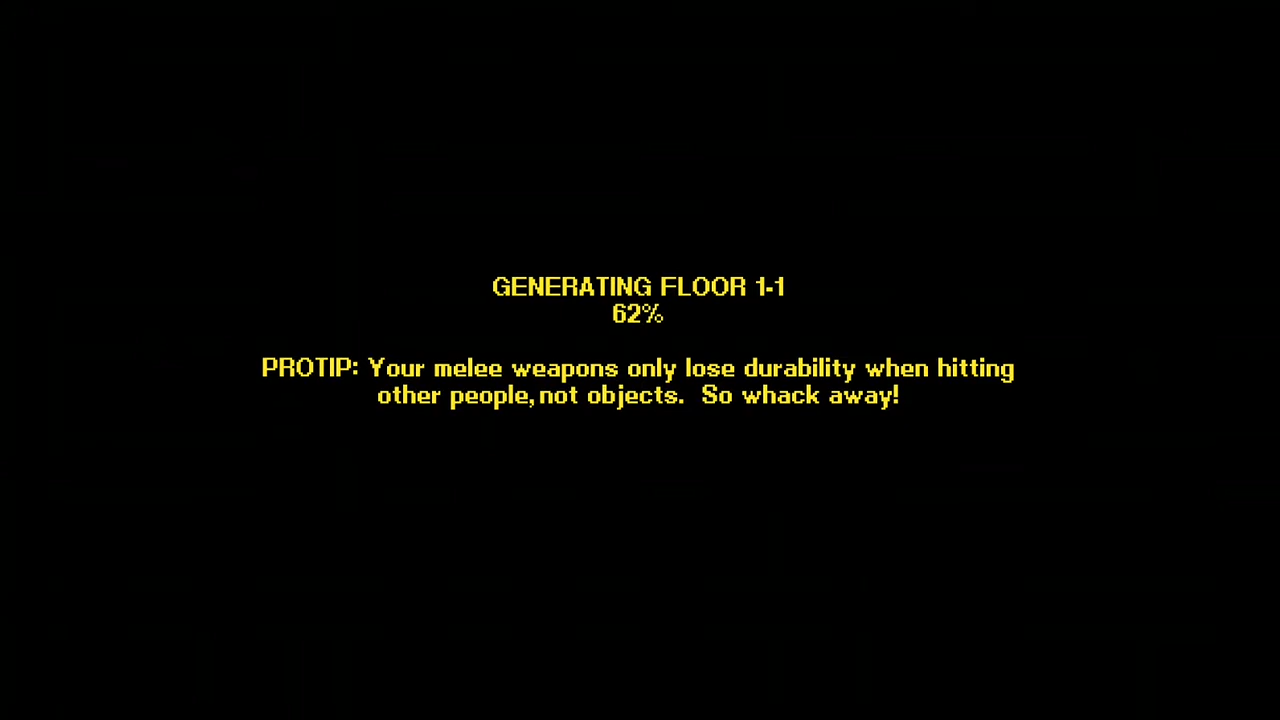 GENERATING FLOOR 1-1
62%
PROTIP: Your melee weapons only lose durability when hitting
other people, not objects.  So whack away!